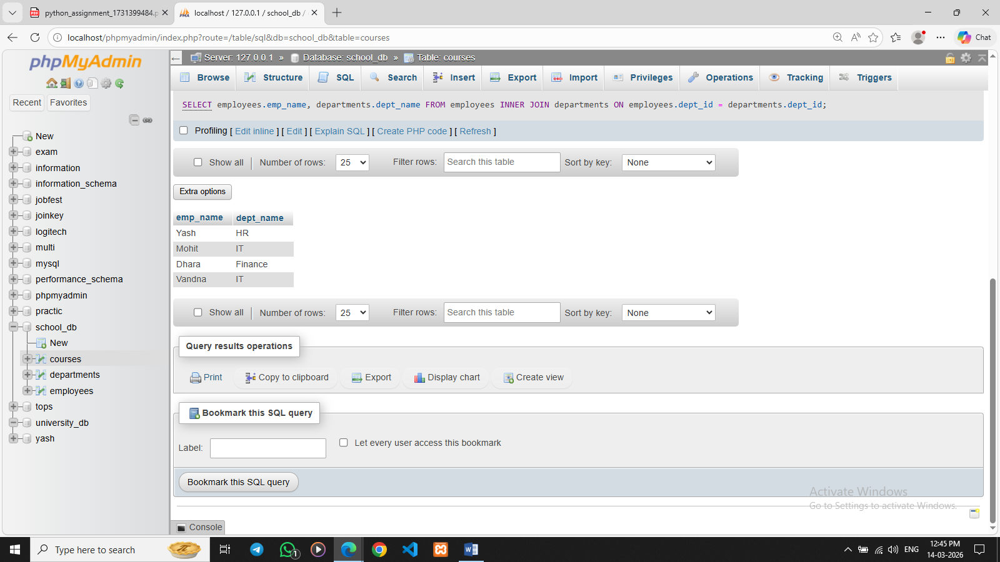 python_assignment_1731399484.p
localhost / 127.0.0.1 / school_db /
localhost/phpmyadmin/index.php?route=/table/sql&db=school_db&table=courses
Chat
phpMyAdmin
Recent
Favorites
New
exam
information
information_schema
jobfest
joinkey
logitech
multi
mysql
performance_schema
phpmyadmin
practic
school_db
New
courses
departments
employees
tops
university_db
yash
Server: 127.0.0.1 » Database: school_db » Table: courses
Browse Structure SQL Search Insert Export Import Privileges Operations Tracking Triggers
SELECT employees.emp_name, departments.dept_name FROM employees INNER JOIN departments ON employees.dept_id = departments.dept_id;
Profiling [ Edit inline ] [ Edit ] [ Explain SQL ] [ Create PHP code ] [ Refresh ]
Show all | Number of rows: 25 Filter rows: Search this table Sort by key: None
Extra options
emp_name dept_name
Yash HR
Mohit IT
Dhara Finance
Vandna IT
Show all | Number of rows: 25 Filter rows: Search this table Sort by key: None
Query results operations
Print Copy to clipboard Export Display chart Create view
Bookmark this SQL query
Label: Let every user access this bookmark
Bookmark this SQL query
Activate Windows
Go to Settings to activate Windows.
Console
Type here to search
1
ENG
12:45 PM
14-03-2026